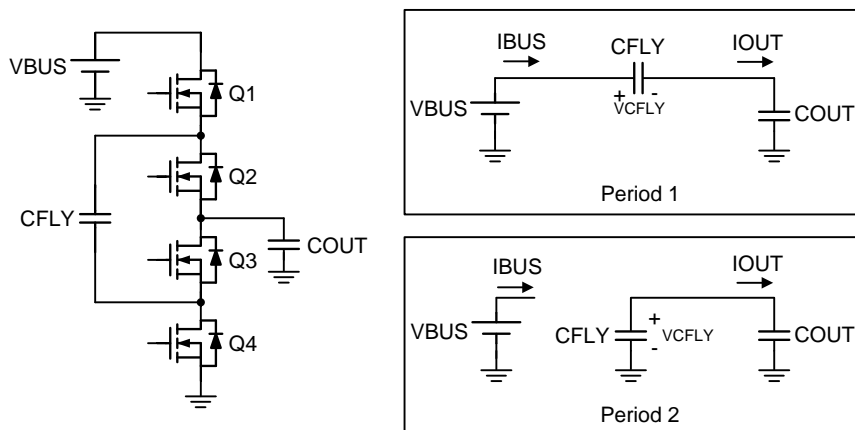 VBUS
Q1
Q2
CFLY
COUT
Q3
Q4
IBUS
CFLY
IOUT
+ -
VCFLY
VBUS
COUT
Period 1
IBUS
IOUT
VBUS
CFLY
+
VCFLY
-
COUT
Period 2